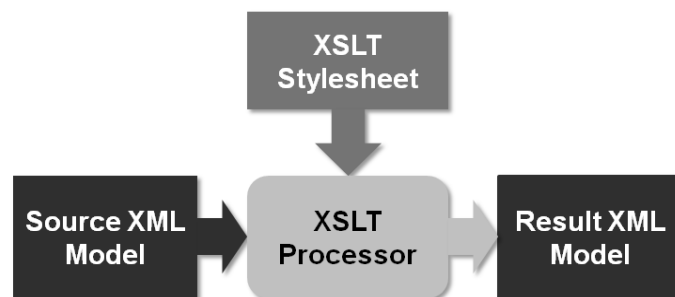 XSLT
Stylesheet
Source XML
Model
XSLT
Processor
Result XML
Model